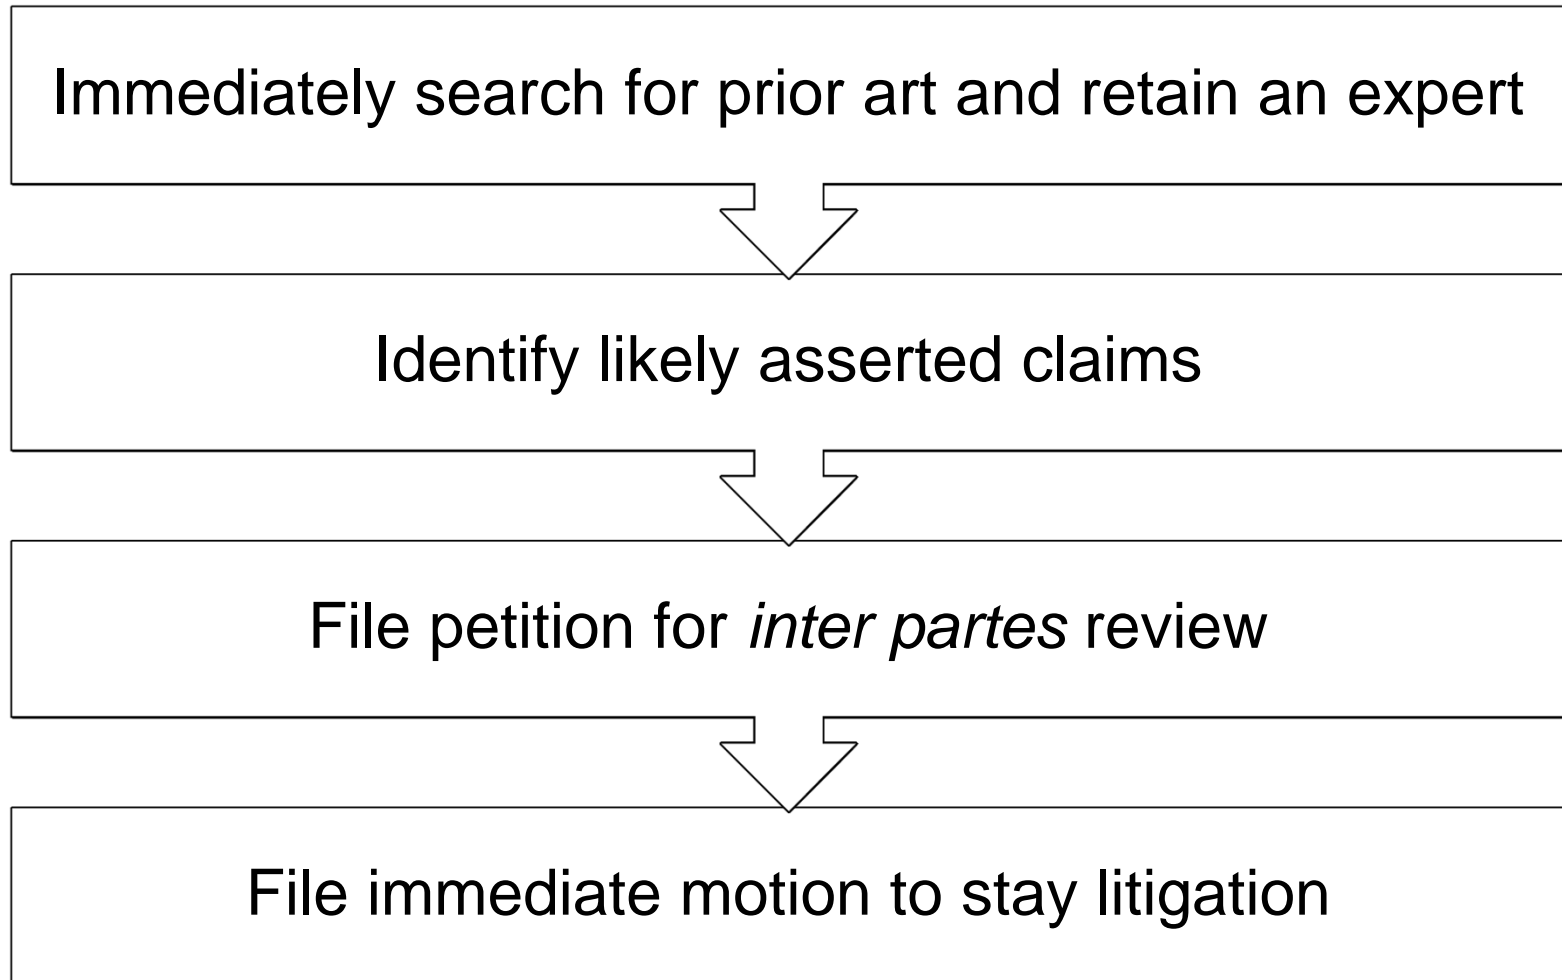 Immediately search for prior art and retain an expert
Identify likely asserted claims
File petition for inter partes review
File immediate motion to stay litigation